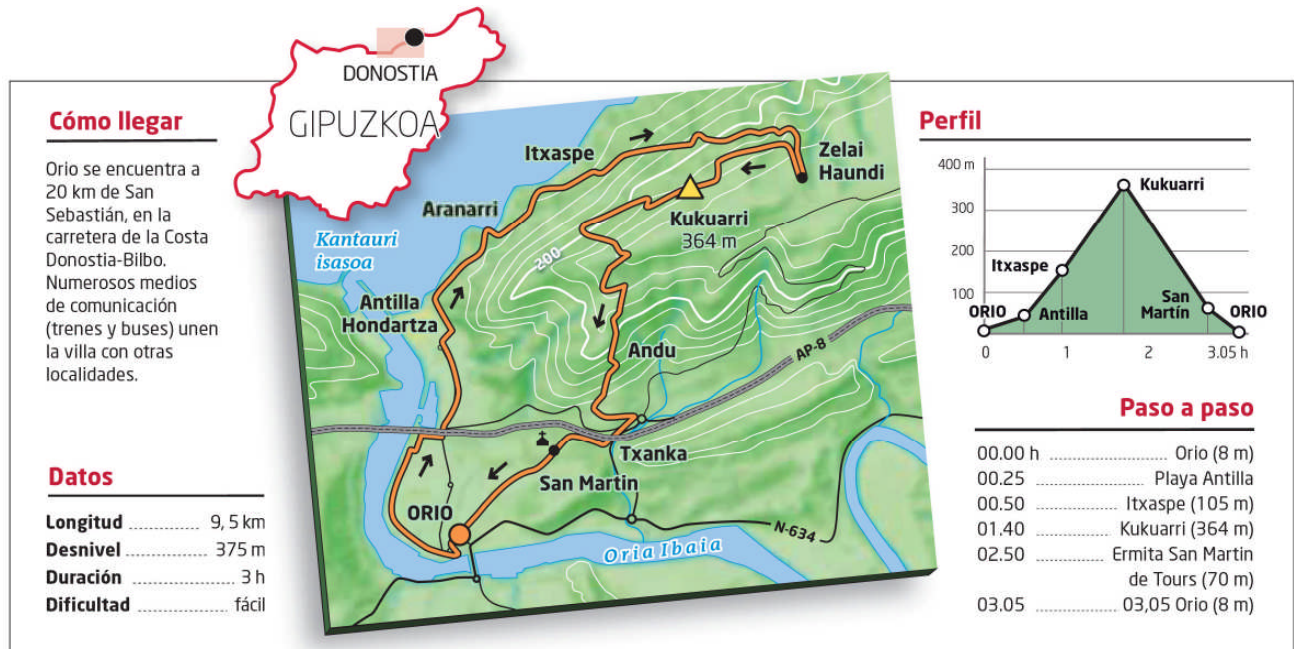 DONOSTIA
GIPUZKOA
Cómo llegar
Orio se encuentra a
20 km de San
Sebastián, en la
carretera de la Costa
Donostia-Bilbo.
Numerosos medios
de comunicación
(trenes y buses) unen
la villa con otras
localidades.
Datos
Longitud .............. 9, 5 km
Desnivel .............. 375 m
Duración .............. 3 h
Dificultad .............. fácil
Itxaspe
Zelai
Haundi
Aranarri
Kukuarri
364 m
Kantauri
isasoa
200
Antilla
Hondartza
Andu
AP-8
Txanka
San Martin
ORIO
N-634
Oria Ibaia
Perfil
400 m
300
200
100
Kukuarri
Itxaspe
San
Martín
ORIO
Antilla
ORIO
0 1 2 3.05 h
Paso a paso
00.00 h .............. Orio (8 m)
00.25 .............. Playa Antilla
00.50 .............. Itxaspe (105 m)
01.40 .............. Kukuarri (364 m)
02.50 .............. Ermita San Martin
de Tours (70 m)
03.05 .............. 03,05 Orio (8 m)